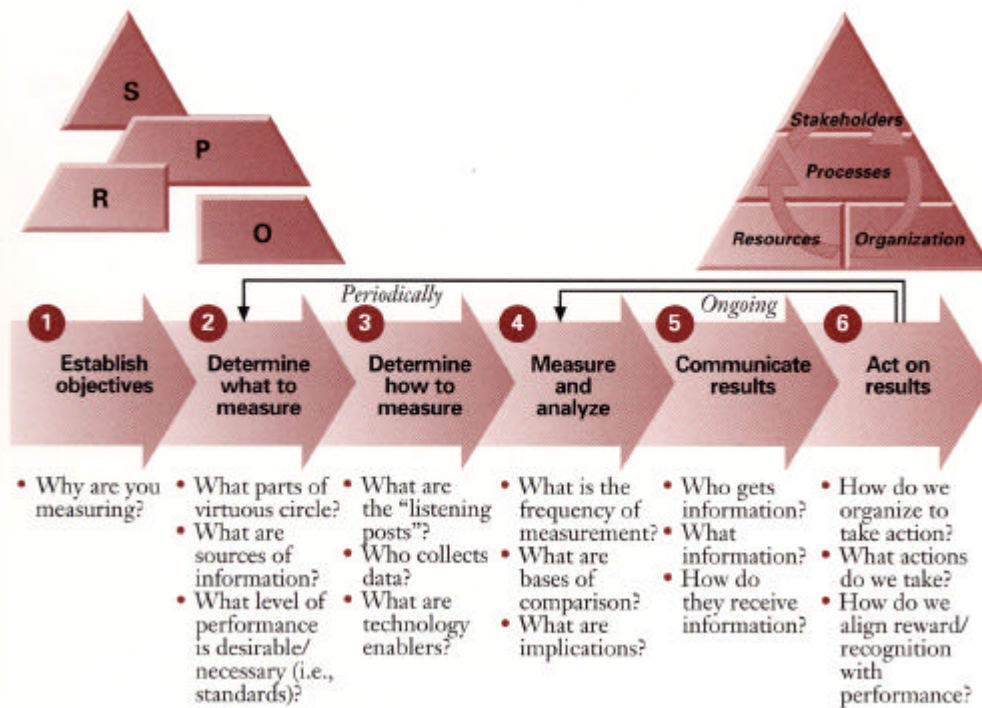 S
P
R
O
Stakeholders
Processes
Resources
Organization
Periodically
Ongoing
1
Establish
objectives
2
Determine
what to
measure
3
Determine
how to
measure
4
Measure
and
analyze
5
Communicate
results
6
Act on
results
• Why are you
measuring?
• What parts of
virtuous circle?
• What are
sources of
information?
• What level of
performance
is desirable/
necessary (i.e.,
standards)?
• What are
the “listening
posts”?
• Who collects
data?
• What are
technology
enablers?
• What is the
frequency of
measurement?
• What are
bases of
comparison?
• What are
implications?
• Who gets
information?
• What
information?
• How do
they receive
information?
• How do we
organize to
take action?
• What actions
do we take?
• How do we
align reward/
recognition
with
performance?